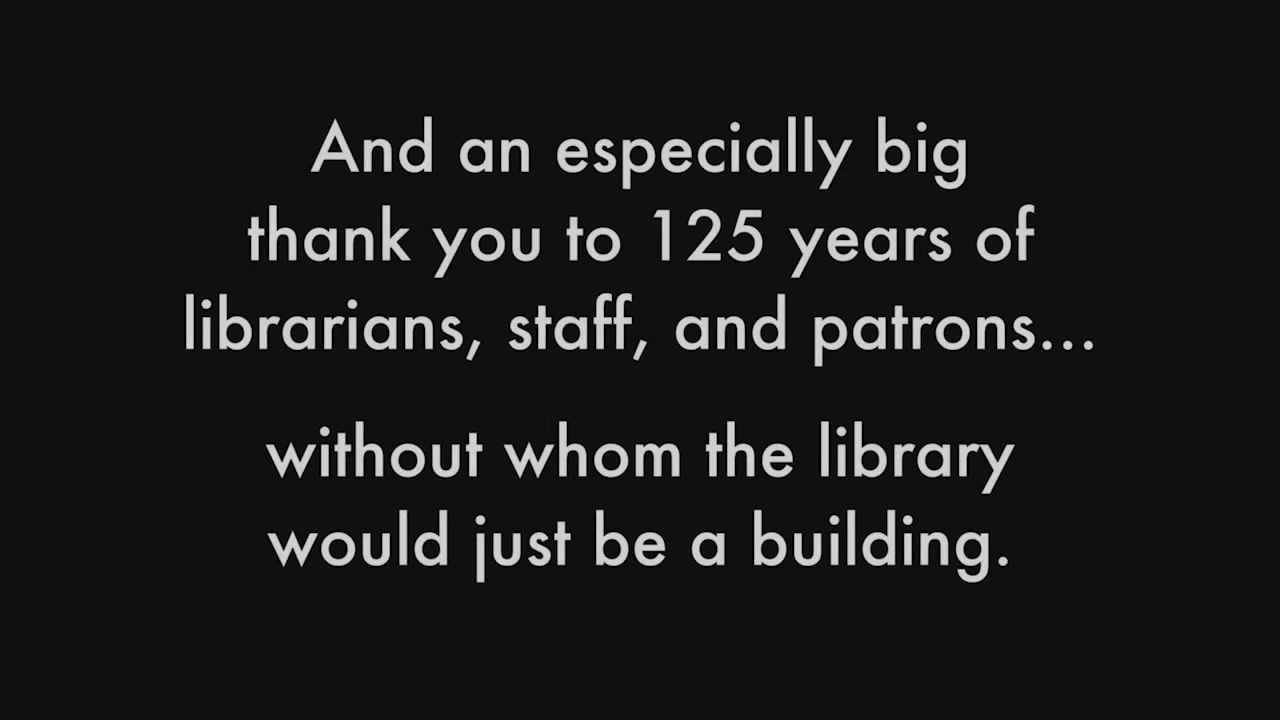 And an especially big
thank you to 125 years of
librarians, staff, and patrons...
without whom the library
would just be a building.